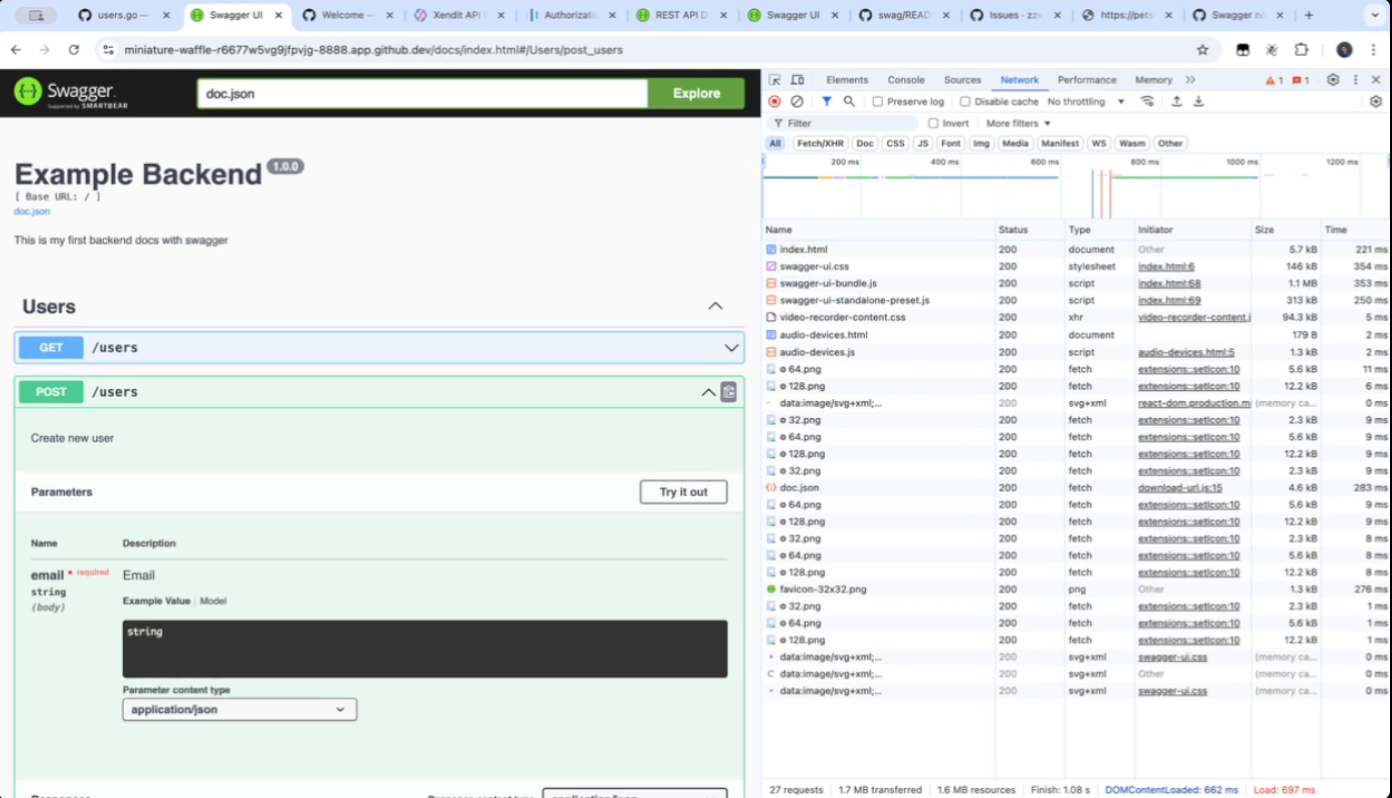 users.go —
Swagger UI
Welcome —
Xendit API
Authorizatio
REST API D
Swagger UI
swag/READ
Issues · zz
https://pets
Swagger no
miniature-waffle-r6677w5vg9jfpvjg-8888.app.github.dev/docs/index.html#/Users/post_users
Swagger.
Supported by SMARTBEAR
doc.json
Explore
Example Backend 1.0.0
[ Base URL: / ]
doc.json
This is my first backend docs with swagger
Users
GET /users
POST /users
Create new user
Parameters
Try it out
Name Description
email * required Email
string
(body)
Example Value Model
string
Parameter content type
application/json
Elements Console Sources Network Performance Memory 1 1
Preserve log Disable cache No throttling
Filter Invert More filters
All Fetch/XHR Doc CSS JS Font Img Media Manifest WS Wasm Other
200 ms 400 ms 600 ms 800 ms 1000 ms 1200 ms
Name Status Type Initiator Size Time
index.html 200 document Other 5.7 kB 221 ms
swagger-ui.css 200 stylesheet index.html:6 146 kB 354 ms
swagger-ui-bundle.js 200 script index.html:68 1.1 MB 353 ms
swagger-ui-standalone-preset.js 200 script index.html:69 313 kB 250 ms
video-recorder-content.css 200 xhr video-recorder-content.j 94.3 kB 5 ms
audio-devices.html 200 document 179 B 2 ms
audio-devices.js 200 script audio-devices.html:5 1.3 kB 2 ms
64.png 200 fetch extensions::setIcon:10 5.6 kB 11 ms
128.png 200 fetch extensions::setIcon:10 12.2 kB 6 ms
data:image/svg+xml;... 200 svg+xml react-dom.production.m (memory ca... 0 ms
32.png 200 fetch extensions::setIcon:10 2.3 kB 9 ms
64.png 200 fetch extensions::setIcon:10 5.6 kB 9 ms
128.png 200 fetch extensions::setIcon:10 12.2 kB 9 ms
32.png 200 fetch extensions::setIcon:10 2.3 kB 9 ms
doc.json 200 fetch download-url.js:15 4.6 kB 283 ms
64.png 200 fetch extensions::setIcon:10 5.6 kB 9 ms
128.png 200 fetch extensions::setIcon:10 12.2 kB 9 ms
32.png 200 fetch extensions::setIcon:10 2.3 kB 8 ms
64.png 200 fetch extensions::setIcon:10 5.6 kB 8 ms
128.png 200 fetch extensions::setIcon:10 12.2 kB 8 ms
favicon-32x32.png 200 png Other 1.3 kB 276 ms
32.png 200 fetch extensions::setIcon:10 2.3 kB 1 ms
64.png 200 fetch extensions::setIcon:10 5.6 kB 1 ms
128.png 200 fetch extensions::setIcon:10 12.2 kB 1 ms
data:image/svg+xml;... 200 svg+xml swagger-ui.css (memory ca... 0 ms
data:image/svg+xml;... 200 svg+xml Other (memory ca... 0 ms
data:image/svg+xml;... 200 svg+xml swagger-ui.css (memory ca... 0 ms
27 requests 1.7 MB transferred 1.6 MB resources Finish: 1.08 s DOMContentLoaded: 662 ms Load: 697 ms